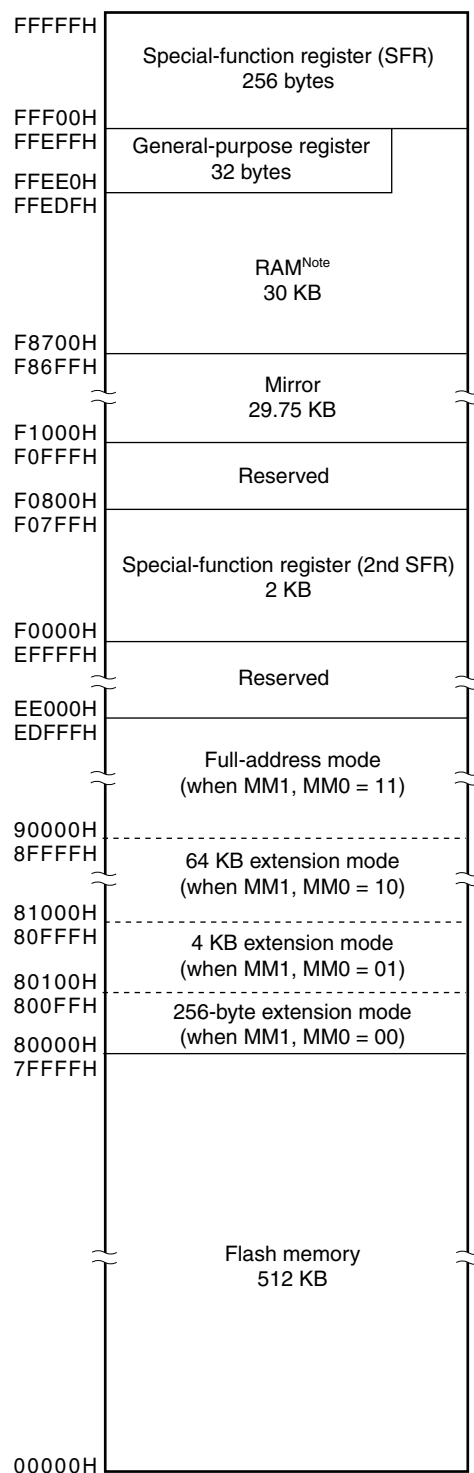 FFFFFH
Special-function register (SFR)
256 bytes
FFF00H
FFEFFH
General-purpose register
32 bytes
FFEE0H
FFEDFH
RAMNote
30 KB
F8700H
F86FFH
Mirror
29.75 KB
F1000H
F0FFFH
Reserved
F0800H
F07FFH
Special-function register (2nd SFR)
2 KB
F0000H
EFFFFH
Reserved
EE000H
EDFFFH
Full-address mode
(when MM1, MM0 = 11)
90000H
8FFFFH
64 KB extension mode
(when MM1, MM0 = 10)
81000H
80FFFH
4 KB extension mode
(when MM1, MM0 = 01)
80100H
800FFH
256-byte extension mode
(when MM1, MM0 = 00)
80000H
7FFFFH
Flash memory
512 KB
00000H